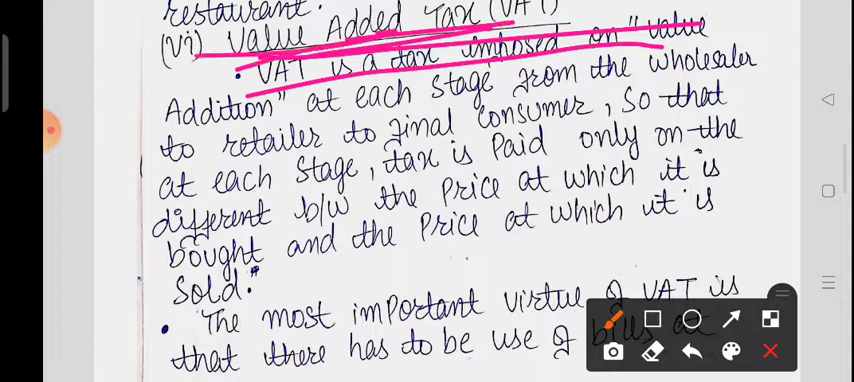 restaurant.
(Vi) Value Added Tax (VAT)
• VAT is a tax imposed on "value
Addition" at each stage from the wholesaler
to retailer to final consumer, so that
at each stage, tax is Paid only on the
different b/w the Price at which it is
bought and the Price at which it is
Sold."
• The most important virtue of VAT is
that there has to be use of bills at